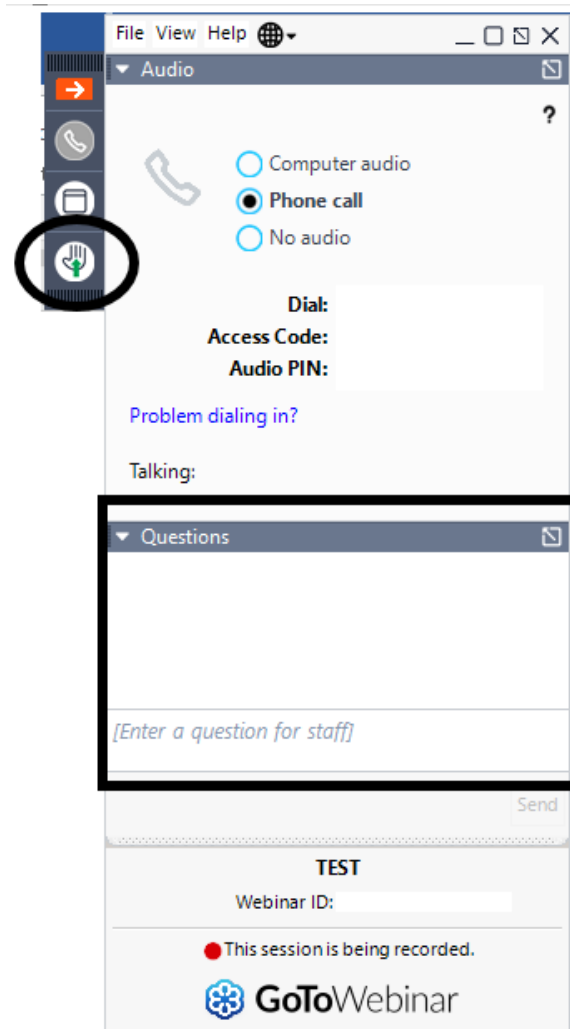 File View Help
Audio
?
Computer audio
Phone call
No audio
Dial:
Access Code:
Audio PIN:
Problem dialing in?
Talking:
Questions
[Enter a question for staff]
Send
TEST
Webinar ID:
This session is being recorded.
GoToWebinar